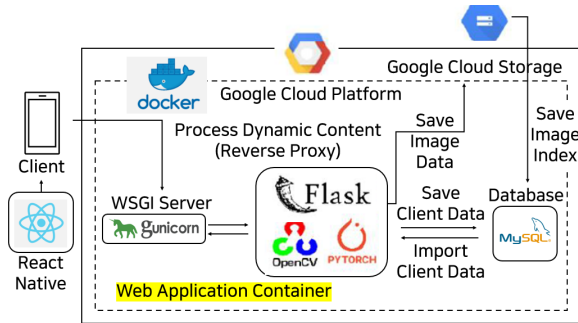 Google Cloud Storage
docker
Google Cloud Platform
Process Dynamic Content
(Reverse Proxy)
Save
Image
Data
Save
Image
Index
Client
WSGI Server
gunicorn
Flask
OpenCV
PYTORCH
Save
Client Data
Import
Client Data
Database
MySQL
React
Native
Web Application Container